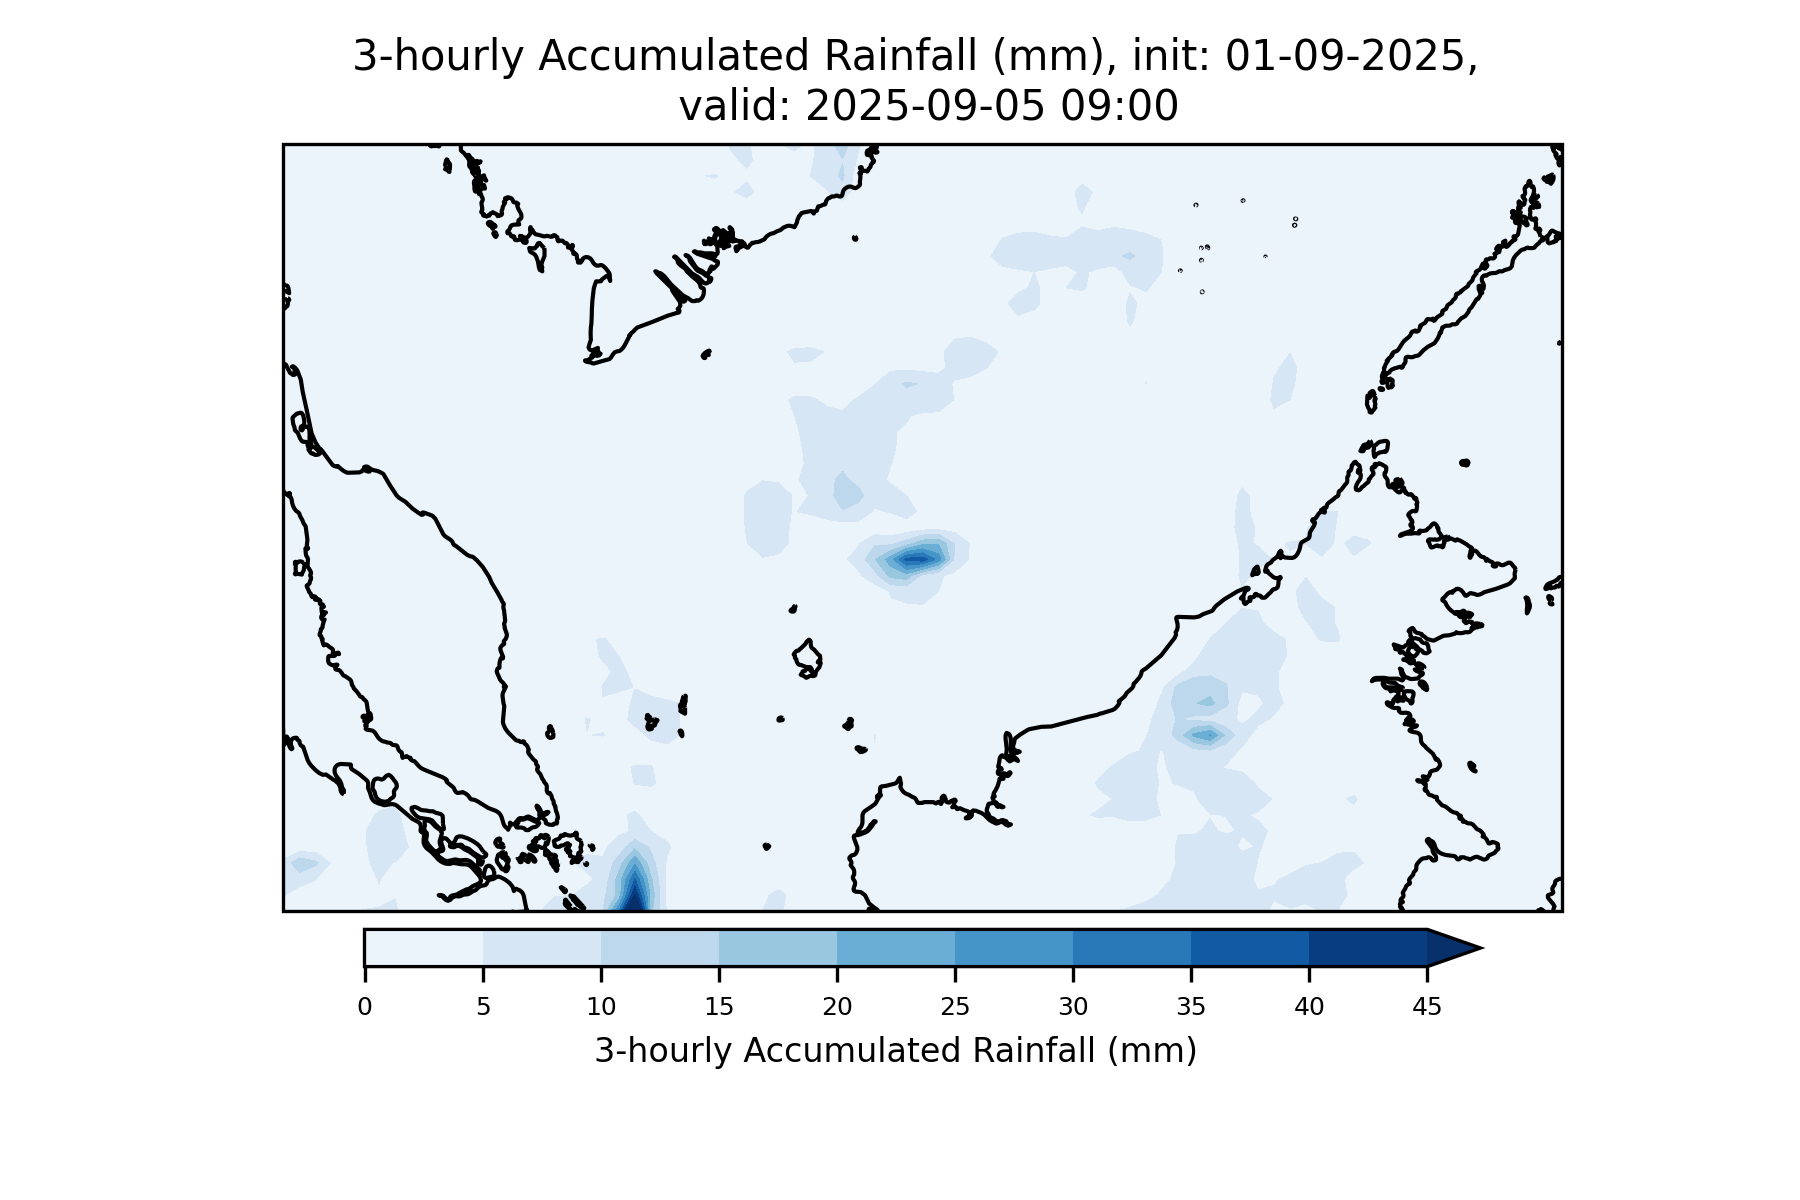 3-hourly Accumulated Rainfall (mm), init: 01-09-2025,
valid: 2025-09-05 09:00
0 5 10 15 20 25 30 35 40 45
3-hourly Accumulated Rainfall (mm)